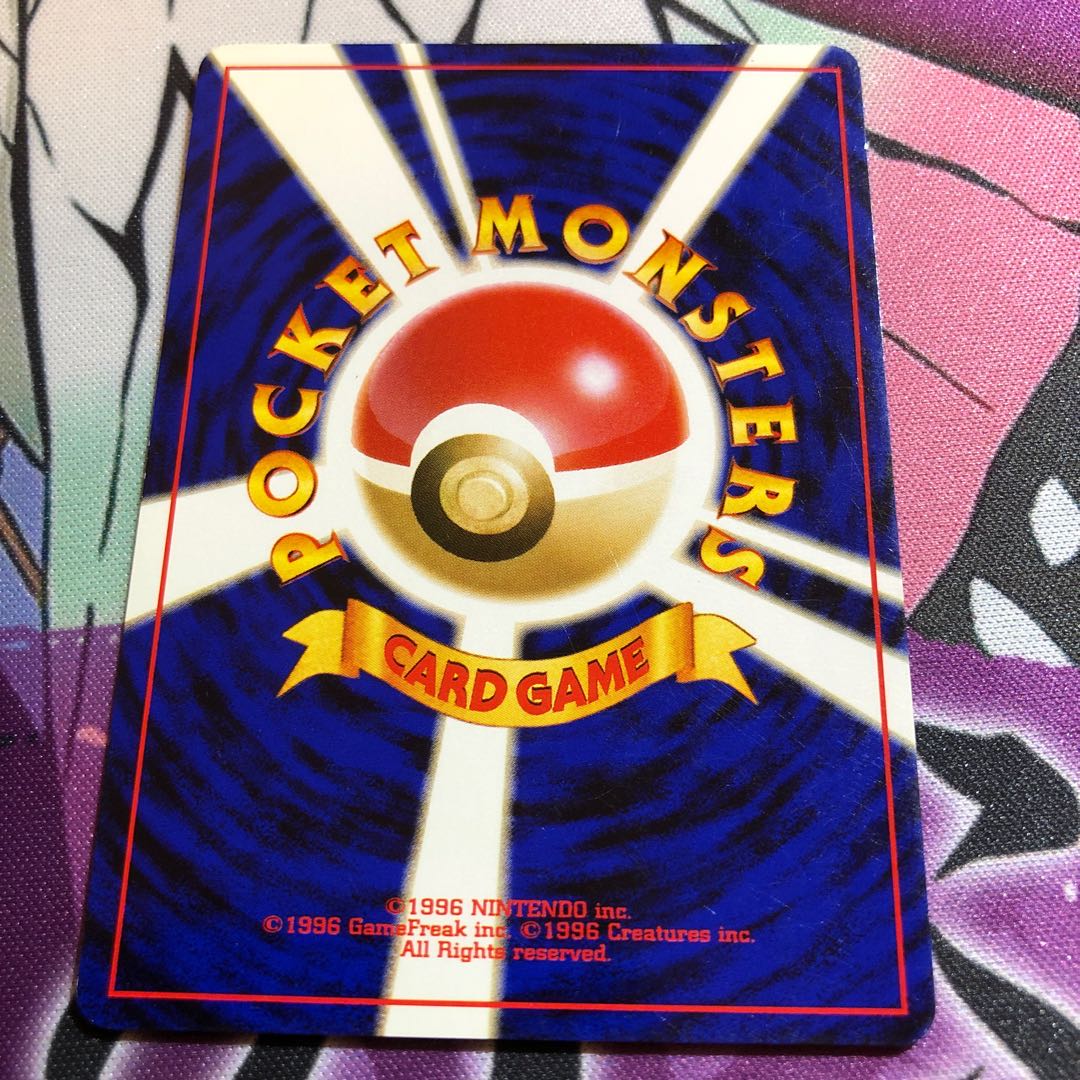 POCKET MONSTERS
CARD GAME
©1996 NINTENDO inc.
©1996 GameFreak inc. ©1996 Creatures inc.
All Rights reserved.